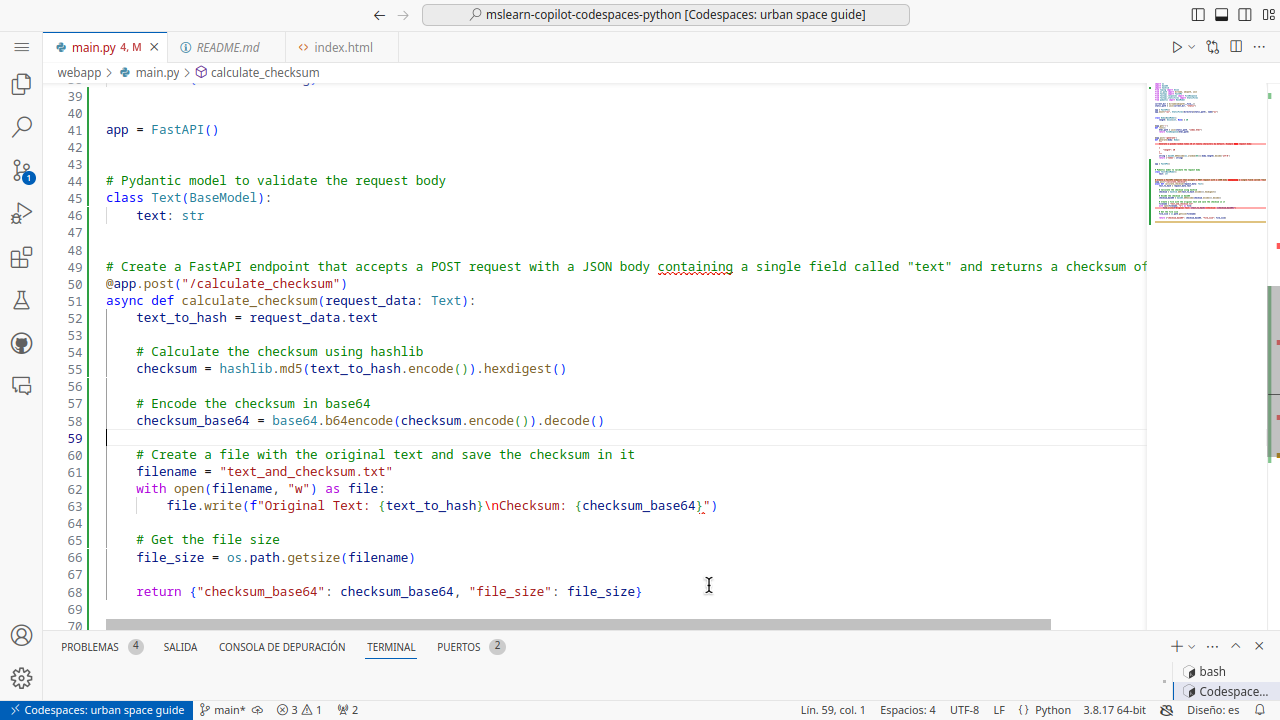 mslearn-copilot-codespaces-python [Codespaces: urban space guide]
main.py 4, M
README.md
index.html
webapp > main.py > calculate_checksum
39
40
41 app = FastAPI()
42
43
44 # Pydantic model to validate the request body
45 class Text(BaseModel):
46 text: str
47
48
49 # Create a FastAPI endpoint that accepts a POST request with a JSON body containing a single field called "text" and returns a checksum of
50 @app.post("/calculate_checksum")
51 async def calculate_checksum(request_data: Text):
52 text_to_hash = request_data.text
53
54 # Calculate the checksum using hashlib
55 checksum = hashlib.md5(text_to_hash.encode()).hexdigest()
56
57 # Encode the checksum in base64
58 checksum_base64 = base64.b64encode(checksum.encode()).decode()
59
60 # Create a file with the original text and save the checksum in it
61 filename = "text_and_checksum.txt"
62 with open(filename, "w") as file:
63 file.write(f"Original Text: {text_to_hash}\nChecksum: {checksum_base64}")
64
65 # Get the file size
66 file_size = os.path.getsize(filename)
67
68 return {"checksum_base64": checksum_base64, "file_size": file_size}
69
70
1
PROBLEMAS 4 SALIDA CONSOLA DE DEPURACIÓN TERMINAL PUERTOS 2
bash
Codespace...
Codespaces: urban space guide main* 3 1 2 Lín. 59, col. 1 Espacios: 4 UTF-8 LF Python 3.8.17 64-bit Diseño: es